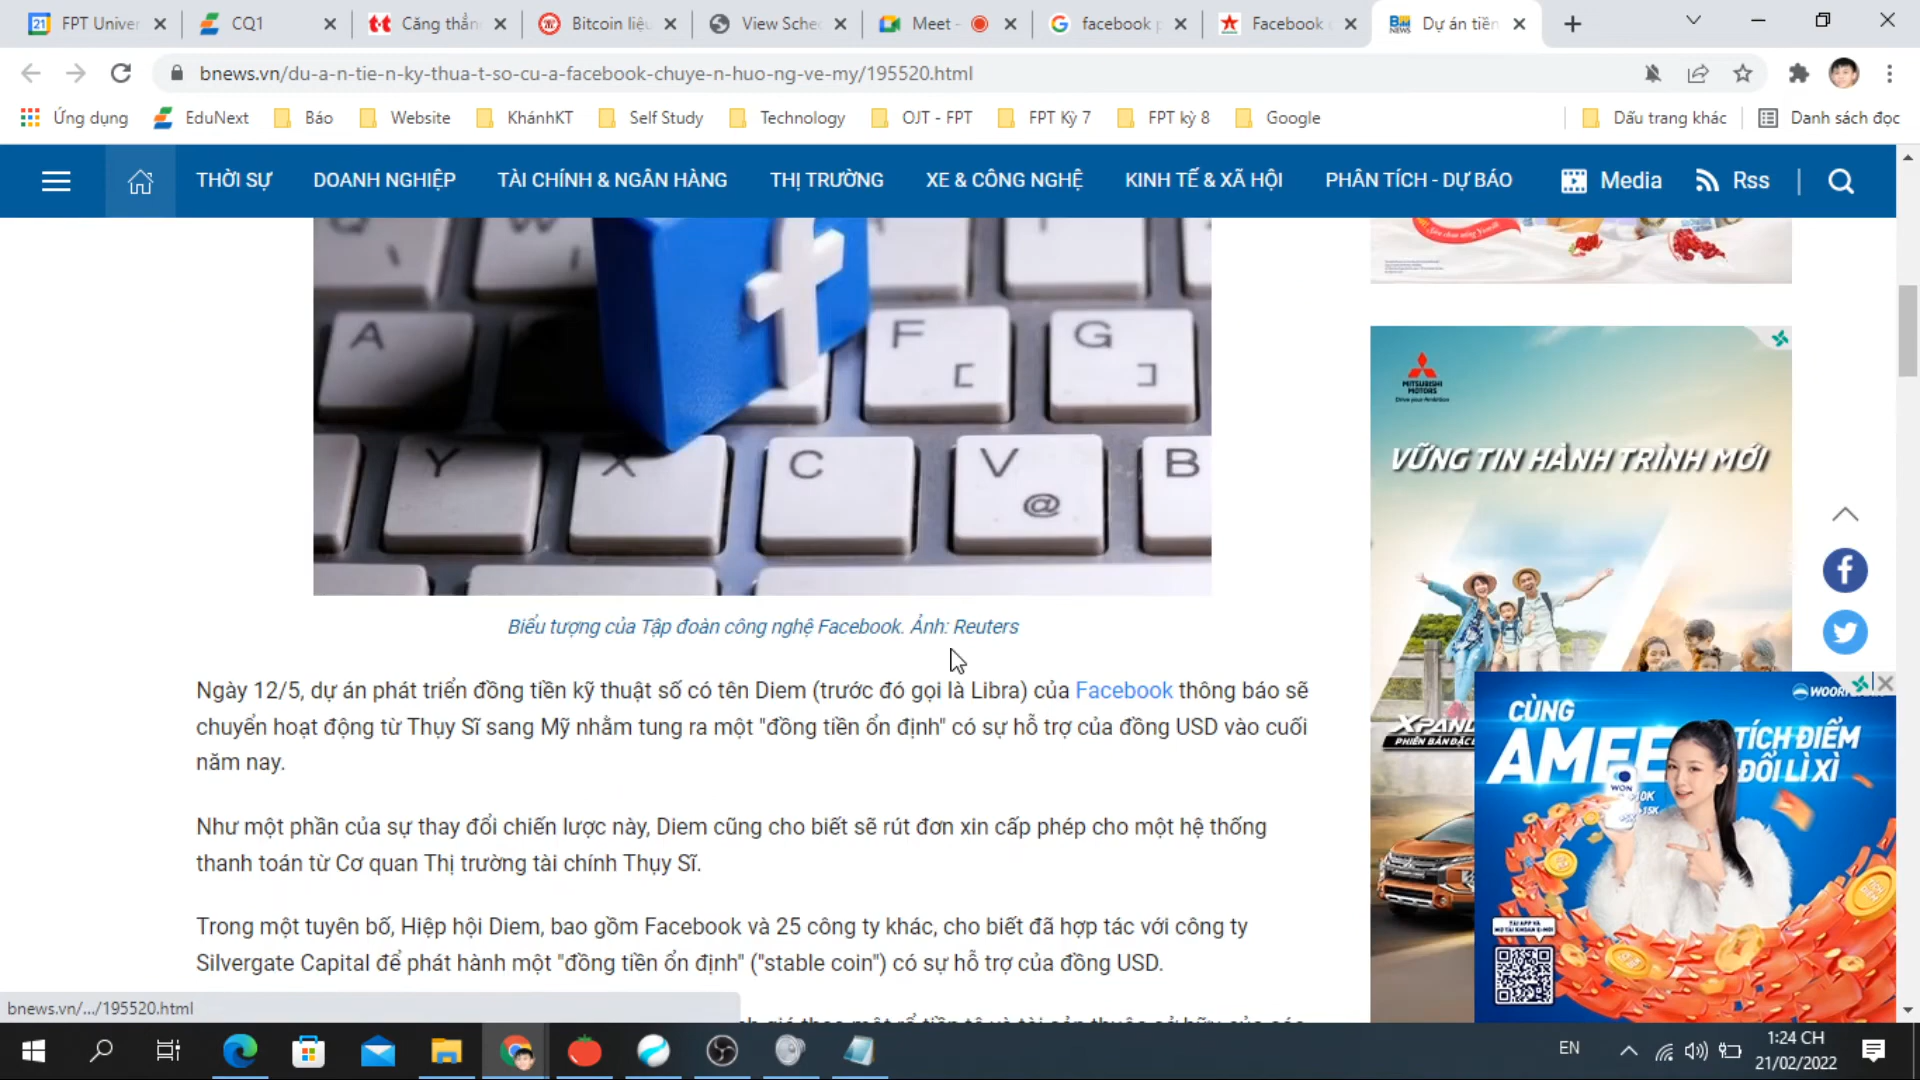 FPT Univer
CQ1
Căng thẳn
Bitcoin liệu
View Sche
Meet -
facebook p
Facebook
Dự án tiền
bnews.vn/du-a-n-tie-n-ky-thua-t-so-cu-a-facebook-chuye-n-huo-ng-ve-my/195520.html
Ứng dụng
EduNext
Báo
Website
KhánhKT
Self Study
Technology
OJT - FPT
FPT Kỳ 7
FPT kỳ 8
Google
Dấu trang khác
Danh sách đọc
THỜI SỰ
DOANH NGHIỆP
TÀI CHÍNH & NGÂN HÀNG
THỊ TRƯỜNG
XE & CÔNG NGHỆ
KINH TẾ & XÃ HỘI
PHÂN TÍCH - DỰ BÁO
Media
Rss
A
F
G
Y
X
C
V
B
@
Biểu tượng của Tập đoàn công nghệ Facebook. Ảnh: Reuters
Ngày 12/5, dự án phát triển đồng tiền kỹ thuật số có tên Diem (trước đó gọi là Libra) của Facebook thông báo sẽ
chuyển hoạt động từ Thụy Sĩ sang Mỹ nhằm tung ra một "đồng tiền ổn định" có sự hỗ trợ của đồng USD vào cuối
năm nay.
Như một phần của sự thay đổi chiến lược này, Diem cũng cho biết sẽ rút đơn xin cấp phép cho một hệ thống
thanh toán từ Cơ quan Thị trường tài chính Thụy Sĩ.
Trong một tuyên bố, Hiệp hội Diem, bao gồm Facebook và 25 công ty khác, cho biết đã hợp tác với công ty
Silvergate Capital để phát hành một "đồng tiền ổn định" ("stable coin") có sự hỗ trợ của đồng USD.
MITSUBISHI
MOTORS
Drive your Ambition
VỮNG TIN HÀNH TRÌNH MỚI
XPAND
PHIÊN BẢN ĐẶC
CÙNG
AMEE
TÍCH ĐIỂM
ĐỔI LÌ XÌ
WON
bnews.vn/.../195520.html
EN
1:24 CH
21/02/2022